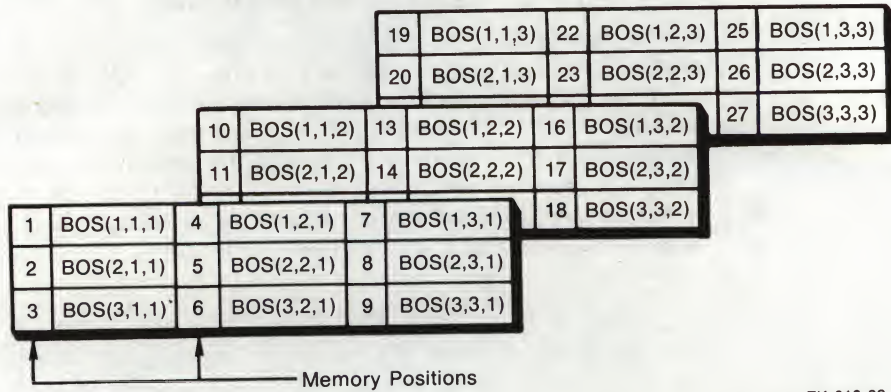 19 BOS(1,1,3) 22 BOS(1,2,3) 25 BOS(1,3,3)
20 BOS(2,1,3) 23 BOS(2,2,3) 26 BOS(2,3,3)
27 BOS(3,3,3)
10 BOS(1,1,2) 13 BOS(1,2,2) 16 BOS(1,3,2)
11 BOS(2,1,2) 14 BOS(2,2,2) 17 BOS(2,3,2)
18 BOS(3,3,2)
1 BOS(1,1,1) 4 BOS(1,2,1) 7 BOS(1,3,1)
2 BOS(2,1,1) 5 BOS(2,2,1) 8 BOS(2,3,1)
3 BOS(3,1,1) 6 BOS(3,2,1) 9 BOS(3,3,1)
Memory Positions